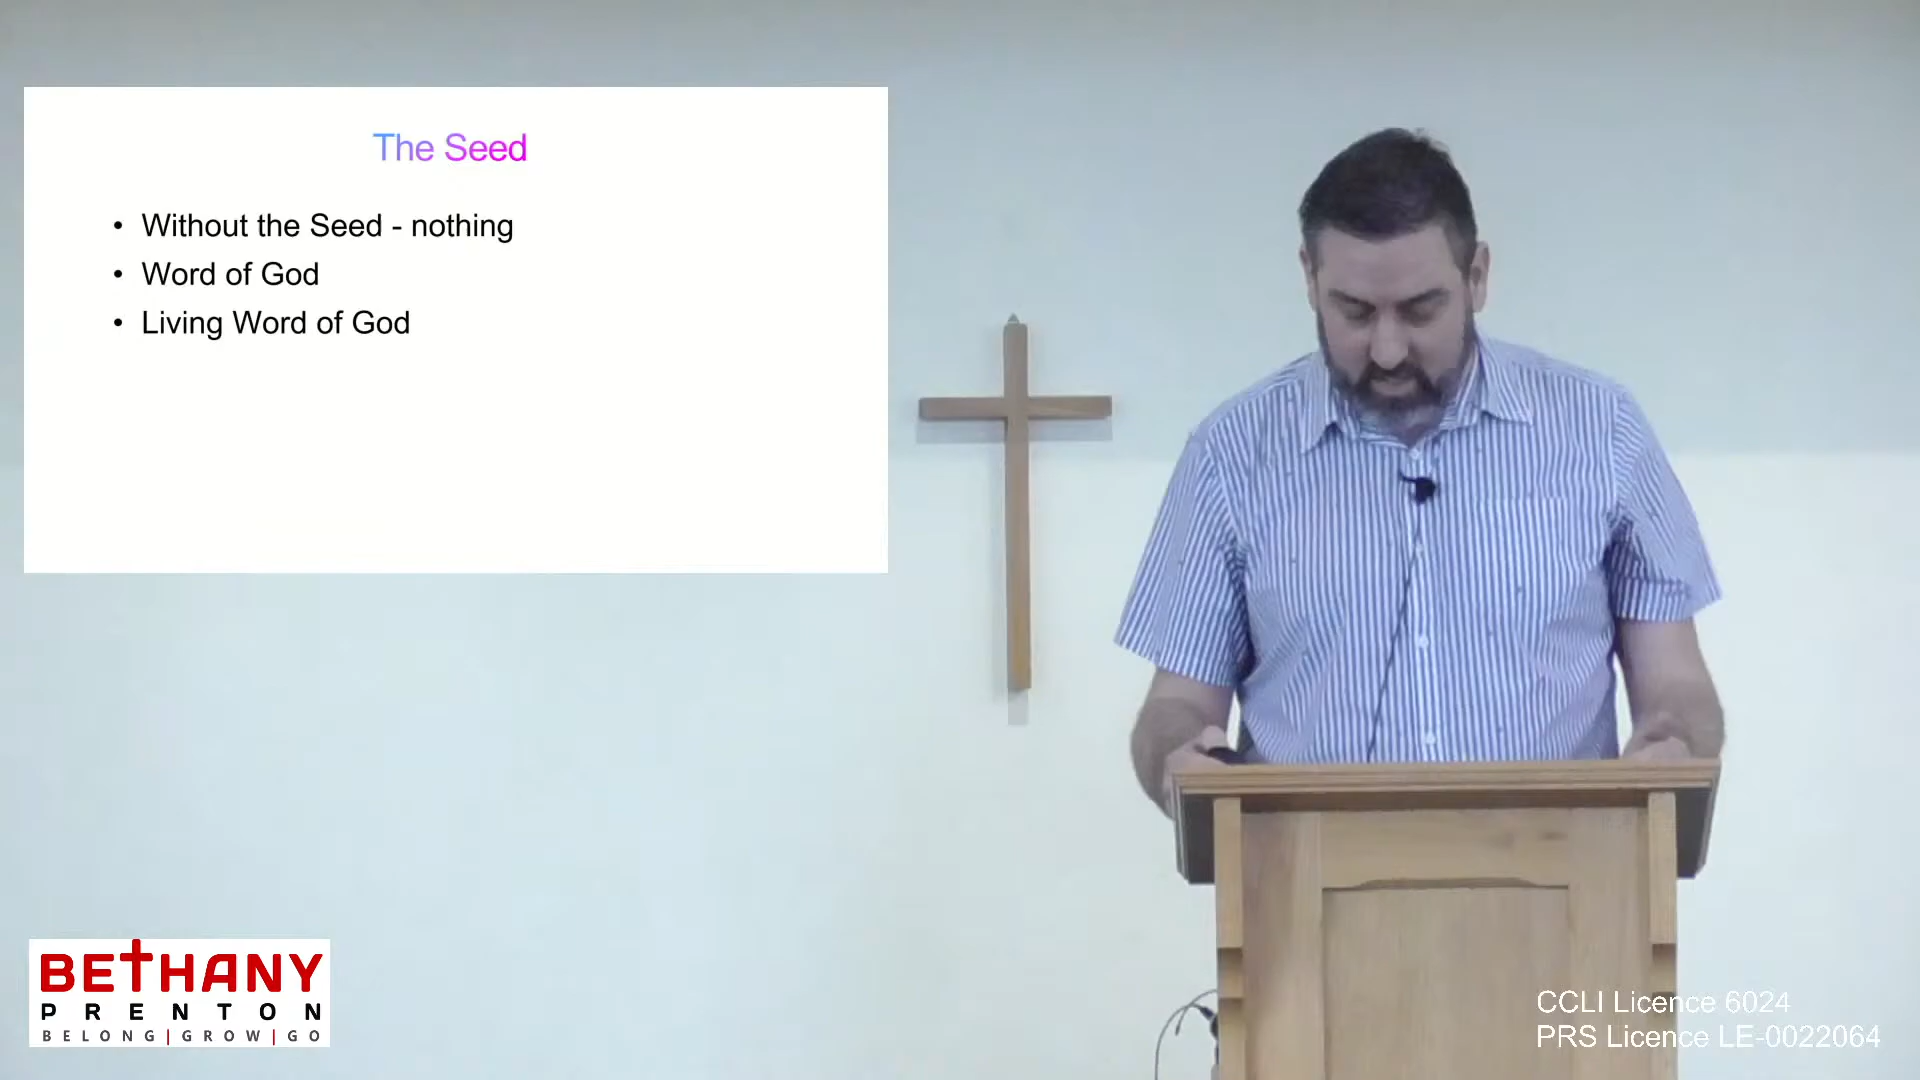 The Seed
• Without the Seed - nothing
• Word of God
• Living Word of God
BETHANY
PRENTON
BELONG|GROW|GO
CCLI Licence 6024
PRS Licence LE-0022064